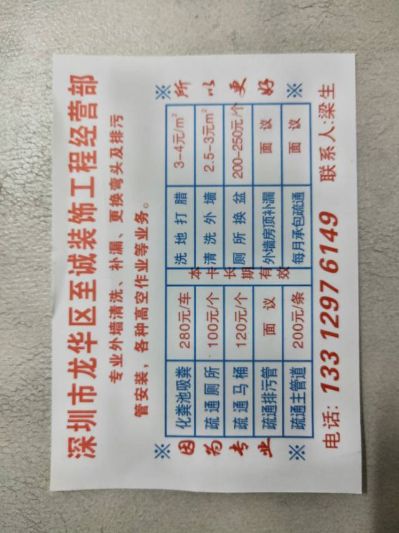 深圳市龙华区至诚装饰工程经营部
专业外墙清洗、补漏、更换弯头及排污
管安装,各种高空作业等业务。
※ 因为专业 所以更好 ※
化粪池吸粪 280元/车 本 洗地打腊 3-4元/m²
疏通厕所 100元/个 卡 清洗外墙 2.5-3元/m²
疏通马桶 120元/个 长期 厕所换盆 200-250元/个
疏通排污管 面议 有 外墙房顶补漏 面议
疏通主管道 200元/条 效 每月承包疏通 面议
※ ※
电话: 133 1297 6149 联系人:梁生